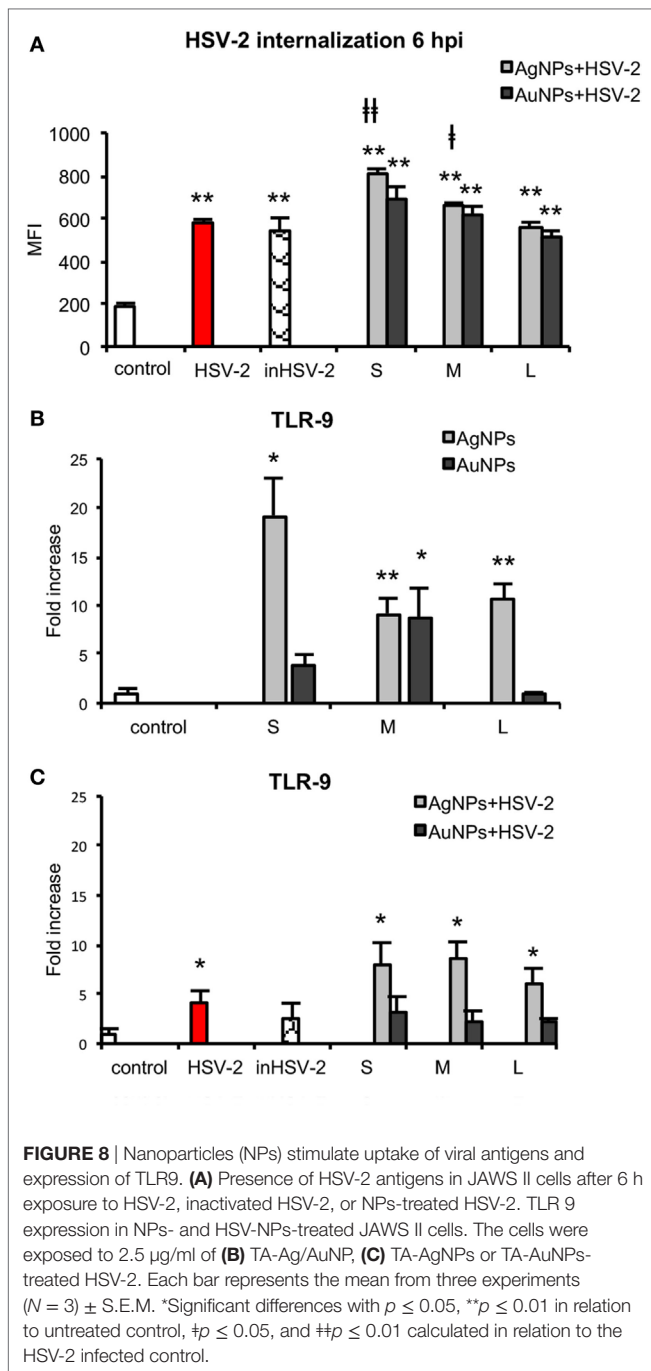 A
HSV-2 internalization 6 hpi
AgNPs+HSV-2
AuNPs+HSV-2
ǂǂ
ǂ
** ** ** ** ** ** ** **
1000
800
600
400
200
0
MFI
control HSV-2 inHSV-2 S M L
B
TLR-9
AgNPs
AuNPs
* ** * **
25
20
15
10
5
0
Fold increase
control S M L
C
TLR-9
AgNPs+HSV-2
AuNPs+HSV-2
* * * *
25
20
15
10
5
0
Fold increase
control HSV-2 inHSV-2 S M L
FIGURE 8 | Nanoparticles (NPs) stimulate uptake of viral antigens and
expression of TLR9. (A) Presence of HSV-2 antigens in JAWS II cells after 6 h
exposure to HSV-2, inactivated HSV-2, or NPs-treated HSV-2. TLR 9
expression in NPs- and HSV-NPs-treated JAWS II cells. The cells were
exposed to 2.5 µg/ml of (B) TA-Ag/AuNP, (C) TA-AgNPs or TA-AuNPs-
treated HSV-2. Each bar represents the mean from three experiments
(N = 3) ± S.E.M. *Significant differences with p ≤ 0.05, **p ≤ 0.01 in relation
to untreated control, ǂp ≤ 0.05, and ǂǂp ≤ 0.01 calculated in relation to the
HSV-2 infected control.